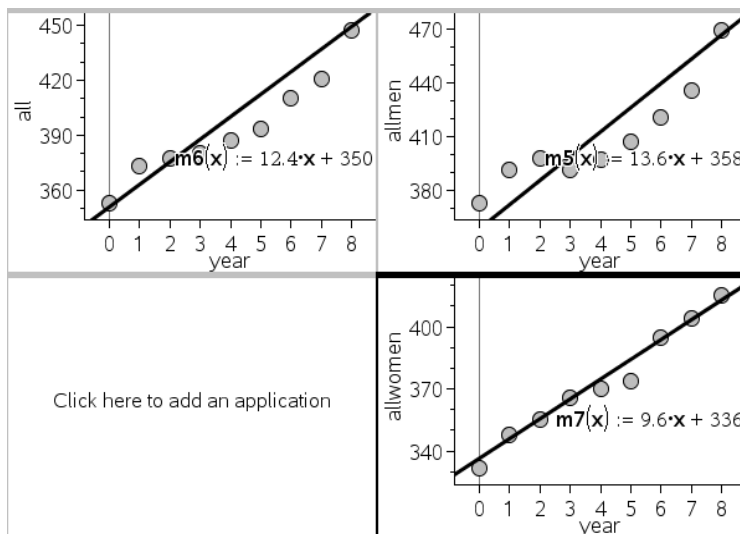 450
420
390
360
all
m6(x) := 12.4·x + 350
0 1 2 3 4 5 6 7 8
year
470
440
410
380
allmen
m5(x) := 13.6·x + 358
0 1 2 3 4 5 6 7 8
year
Click here to add an application
400
370
340
allwomen
m7(x) := 9.6·x + 336
0 1 2 3 4 5 6 7 8
year